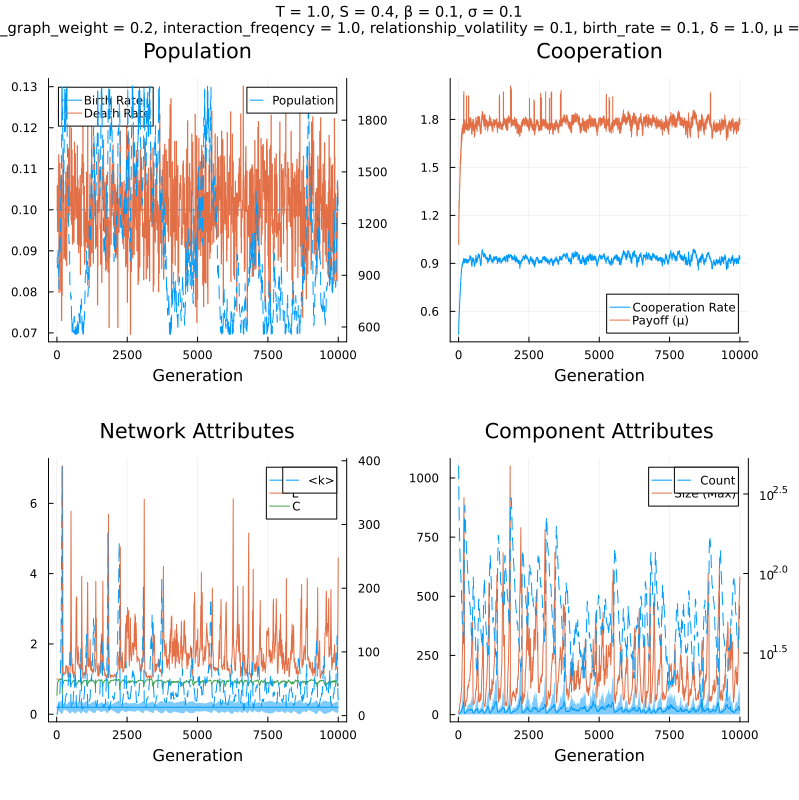 T = 1.0, S = 0.4, β = 0.1, σ = 0.1
_graph_weight = 0.2, interaction_freqency = 1.0, relationship_volatility = 0.1, birth_rate = 0.1, δ = 1.0, μ =
Population
Cooperation
0.13
0.12
0.11
0.10
0.09
0.08
0.07
Birth Rate
Death Rate
Population
1800
1500
1200
900
600
0
2500
5000
7500
10000
Generation
1.8
1.5
1.2
0.9
0.6
Cooperation Rate
Payoff (μ)
0
2500
5000
7500
10000
Generation
Network Attributes
Component Attributes
6
4
2
0
<k>
L
C
400
300
200
100
0
0
2500
5000
7500
10000
Generation
1000
750
500
250
0
Count
Size (Max)
10^2.5
10^2.0
10^1.5
0
2500
5000
7500
10000
Generation